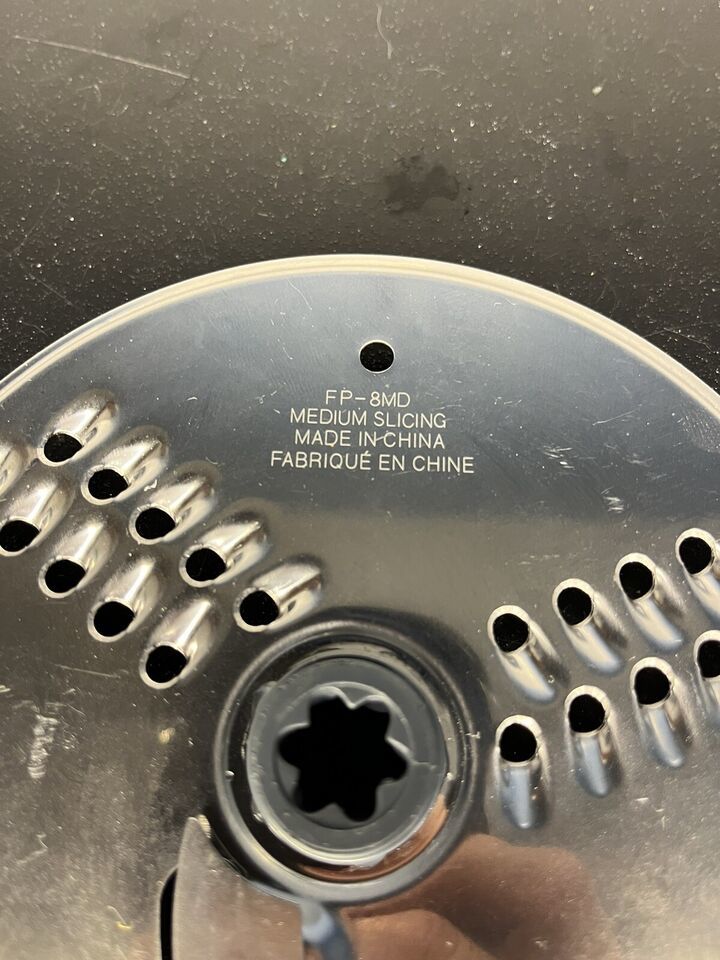 FP-8MD
MEDIUM SLICING
MADE IN CHINA
FABRIQUÉ EN CHINE